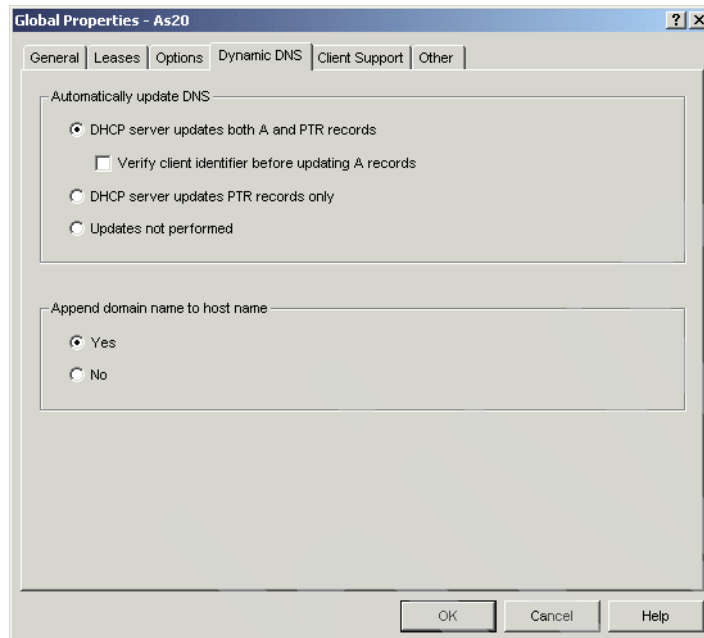 Global Properties - As20
General
Leases
Options
Dynamic DNS
Client Support
Other
Automatically update DNS
DHCP server updates both A and PTR records
Verify client identifier before updating A records
DHCP server updates PTR records only
Updates not performed
Append domain name to host name
Yes
No
OK
Cancel
Help